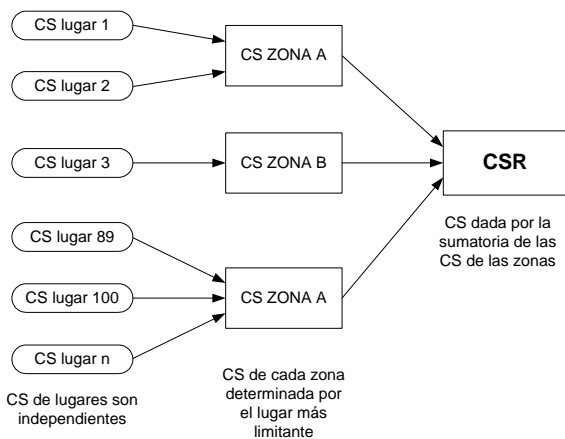 CS lugar 1
CS lugar 2
CS ZONA A
CS lugar 3
CS ZONA B
CSR
CS dada por la
sumatoria de las
CS de las zonas
CS lugar 89
CS lugar 100
CS lugar n
CS ZONA A
CS de lugares son
independientes
CS de cada zona
determinada por
el lugar más
limitante